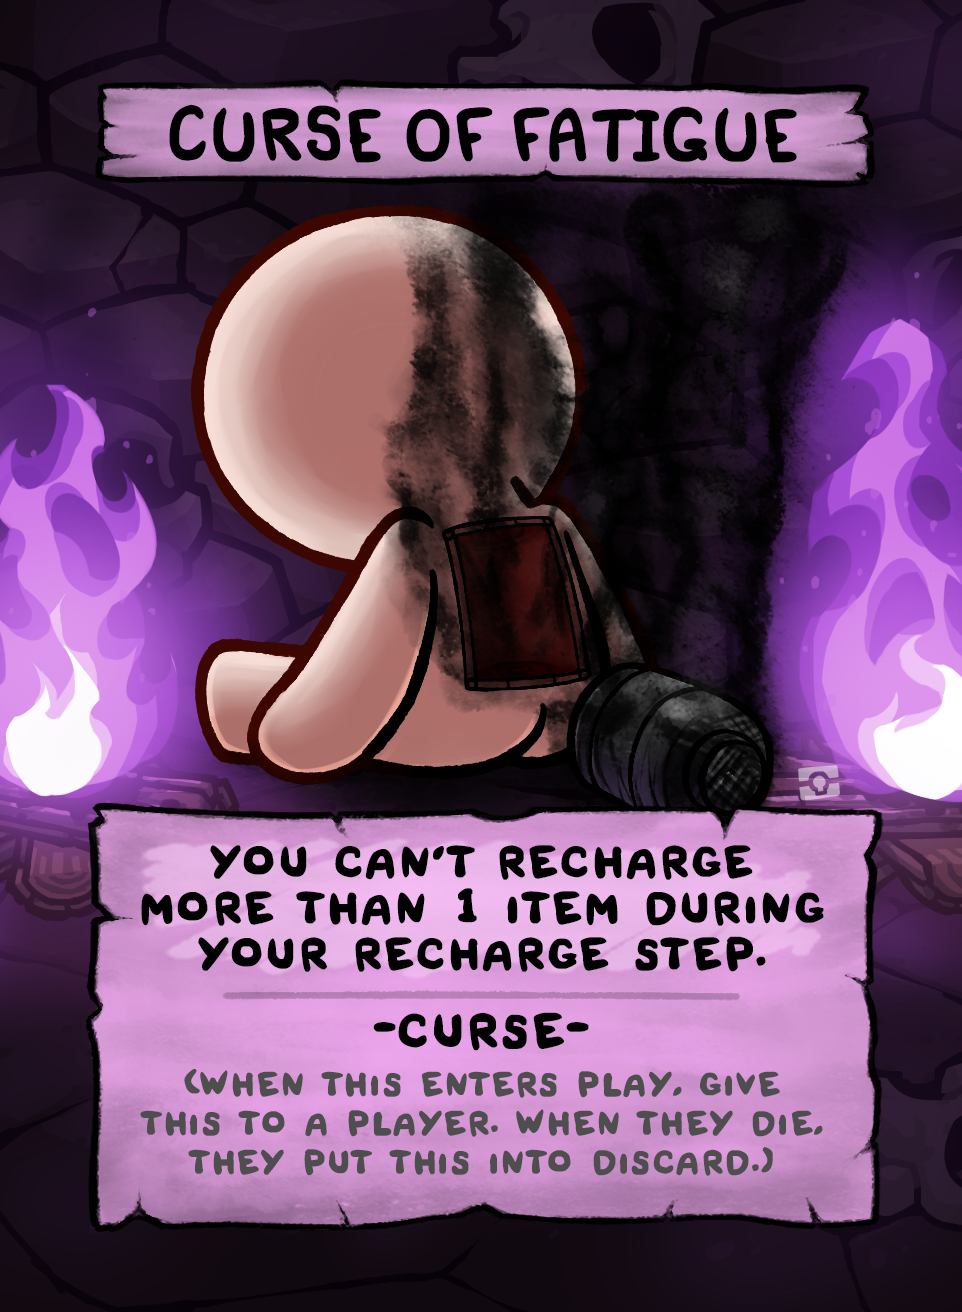 CURSE OF FATIGUE
YOU CAN'T RECHARGE
MORE THAN 1 ITEM DURING
YOUR RECHARGE STEP.
-CURSE-
(WHEN THIS ENTERS PLAY, GIVE
THIS TO A PLAYER. WHEN THEY DIE,
THEY PUT THIS INTO DISCARD.)